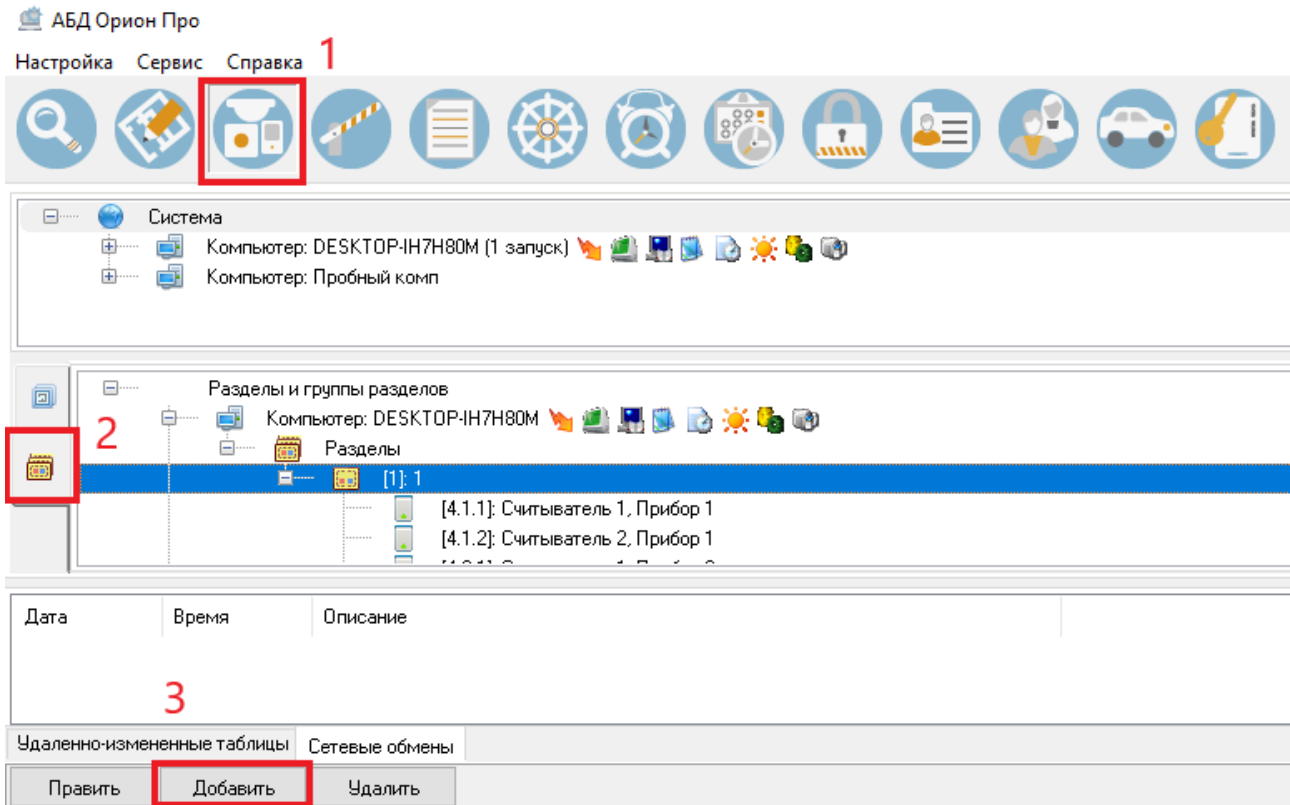 АБД Орион Про
Настройка Сервис Справка 1
Система
Компьютер: DESKTOP-IH7H80M (1 запуск)
Компьютер: Пробный комп
Разделы и группы разделов
2 Компьютер: DESKTOP-IH7H80M
Разделы
[1]: 1
[4.1.1]: Считыватель 1, Прибор 1
[4.1.2]: Считыватель 2, Прибор 1
Дата Время Описание
3
Удаленно-измененные таблицы Сетевые обмены
Править Добавить Удалить